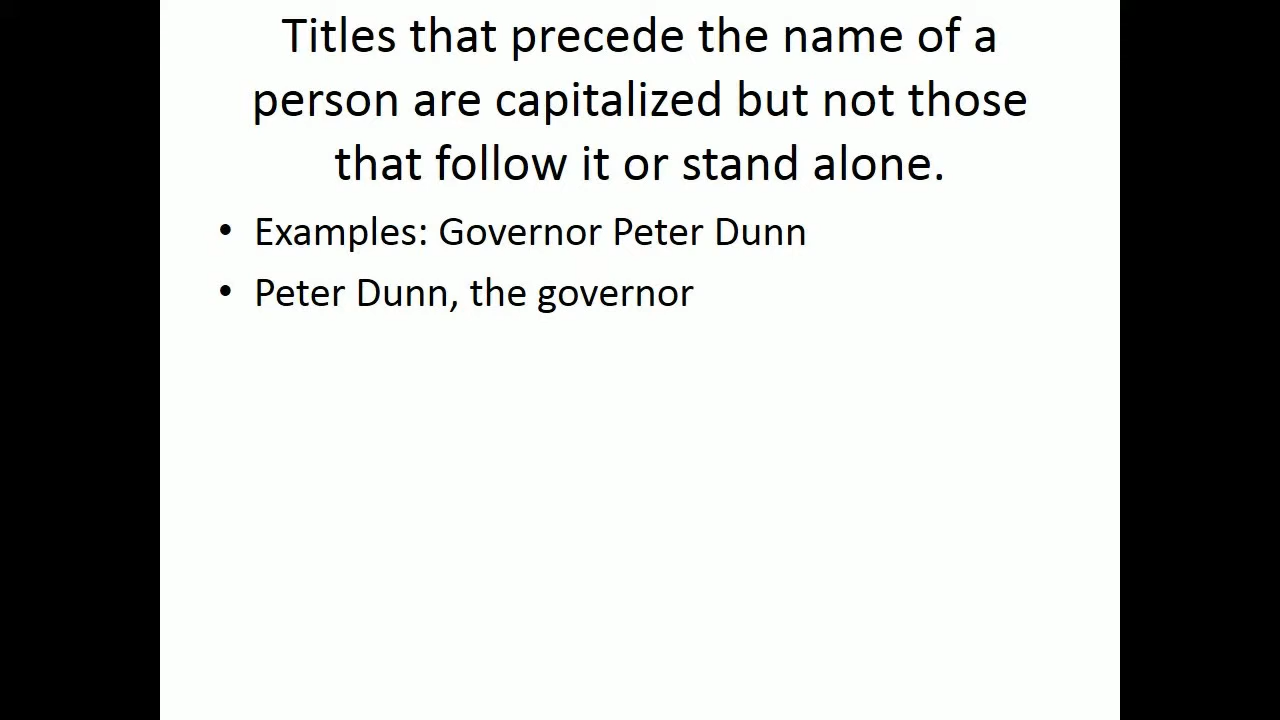 Titles that precede the name of a
person are capitalized but not those
that follow it or stand alone.
• Examples: Governor Peter Dunn
• Peter Dunn, the governor